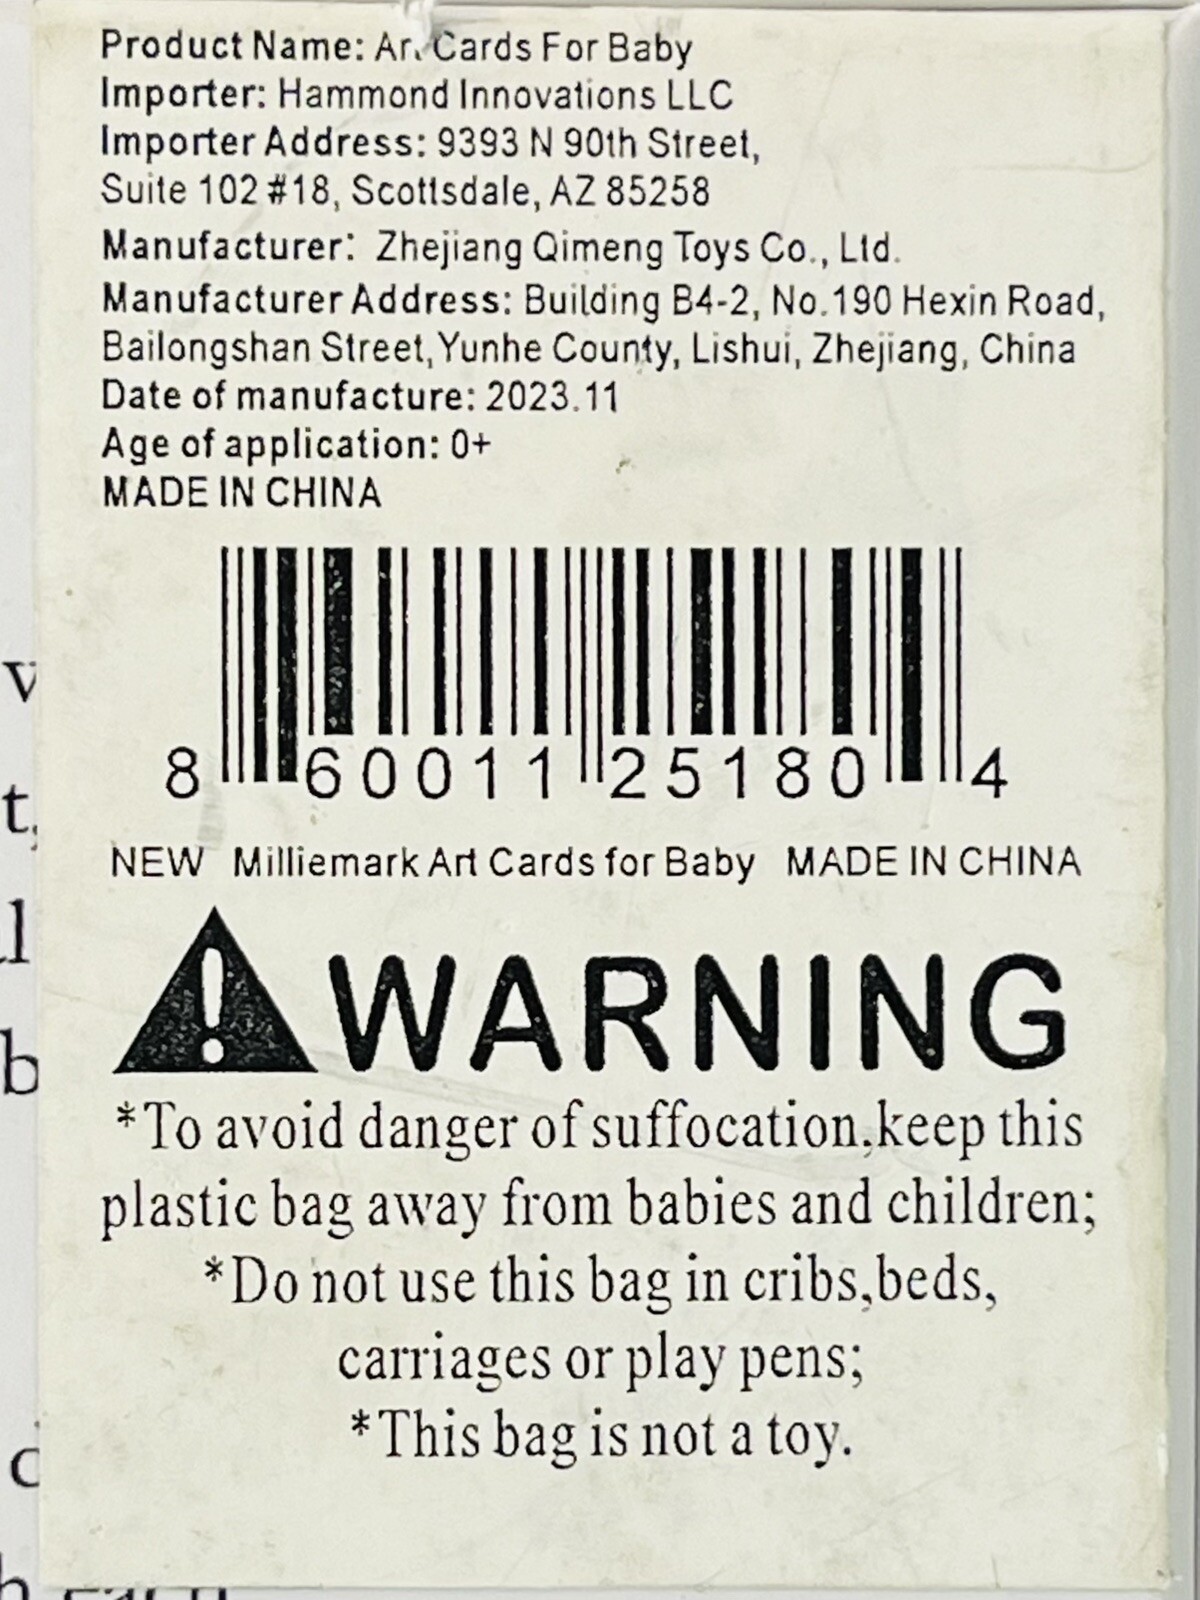 Product Name: Art Cards For Baby
Importer: Hammond Innovations LLC
Importer Address: 9393 N 90th Street,
Suite 102 #18, Scottsdale, AZ 85258
Manufacturer: Zhejiang Qimeng Toys Co., Ltd.
Manufacturer Address: Building B4-2, No.190 Hexin Road,
Bailongshan Street,Yunhe County, Lishui, Zhejiang, China
Date of manufacture: 2023.11
Age of application: 0+
MADE IN CHINA
8 60011 25180 4
NEW Milliemark Art Cards for Baby MADE IN CHINA
WARNING
*To avoid danger of suffocation,keep this
plastic bag away from babies and children;
*Do not use this bag in cribs,beds,
carriages or play pens;
*This bag is not a toy.